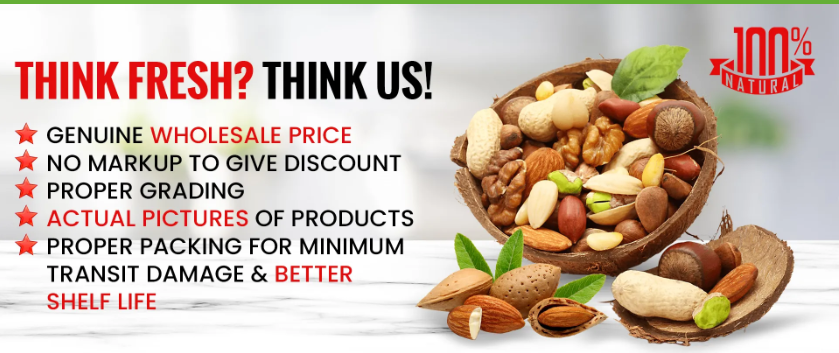 THINK FRESH? THINK US!
GENUINE WHOLESALE PRICE
NO MARKUP TO GIVE DISCOUNT
PROPER GRADING
ACTUAL PICTURES OF PRODUCTS
PROPER PACKING FOR MINIMUM
TRANSIT DAMAGE & BETTER
SHELF LIFE
100%
NATURAL